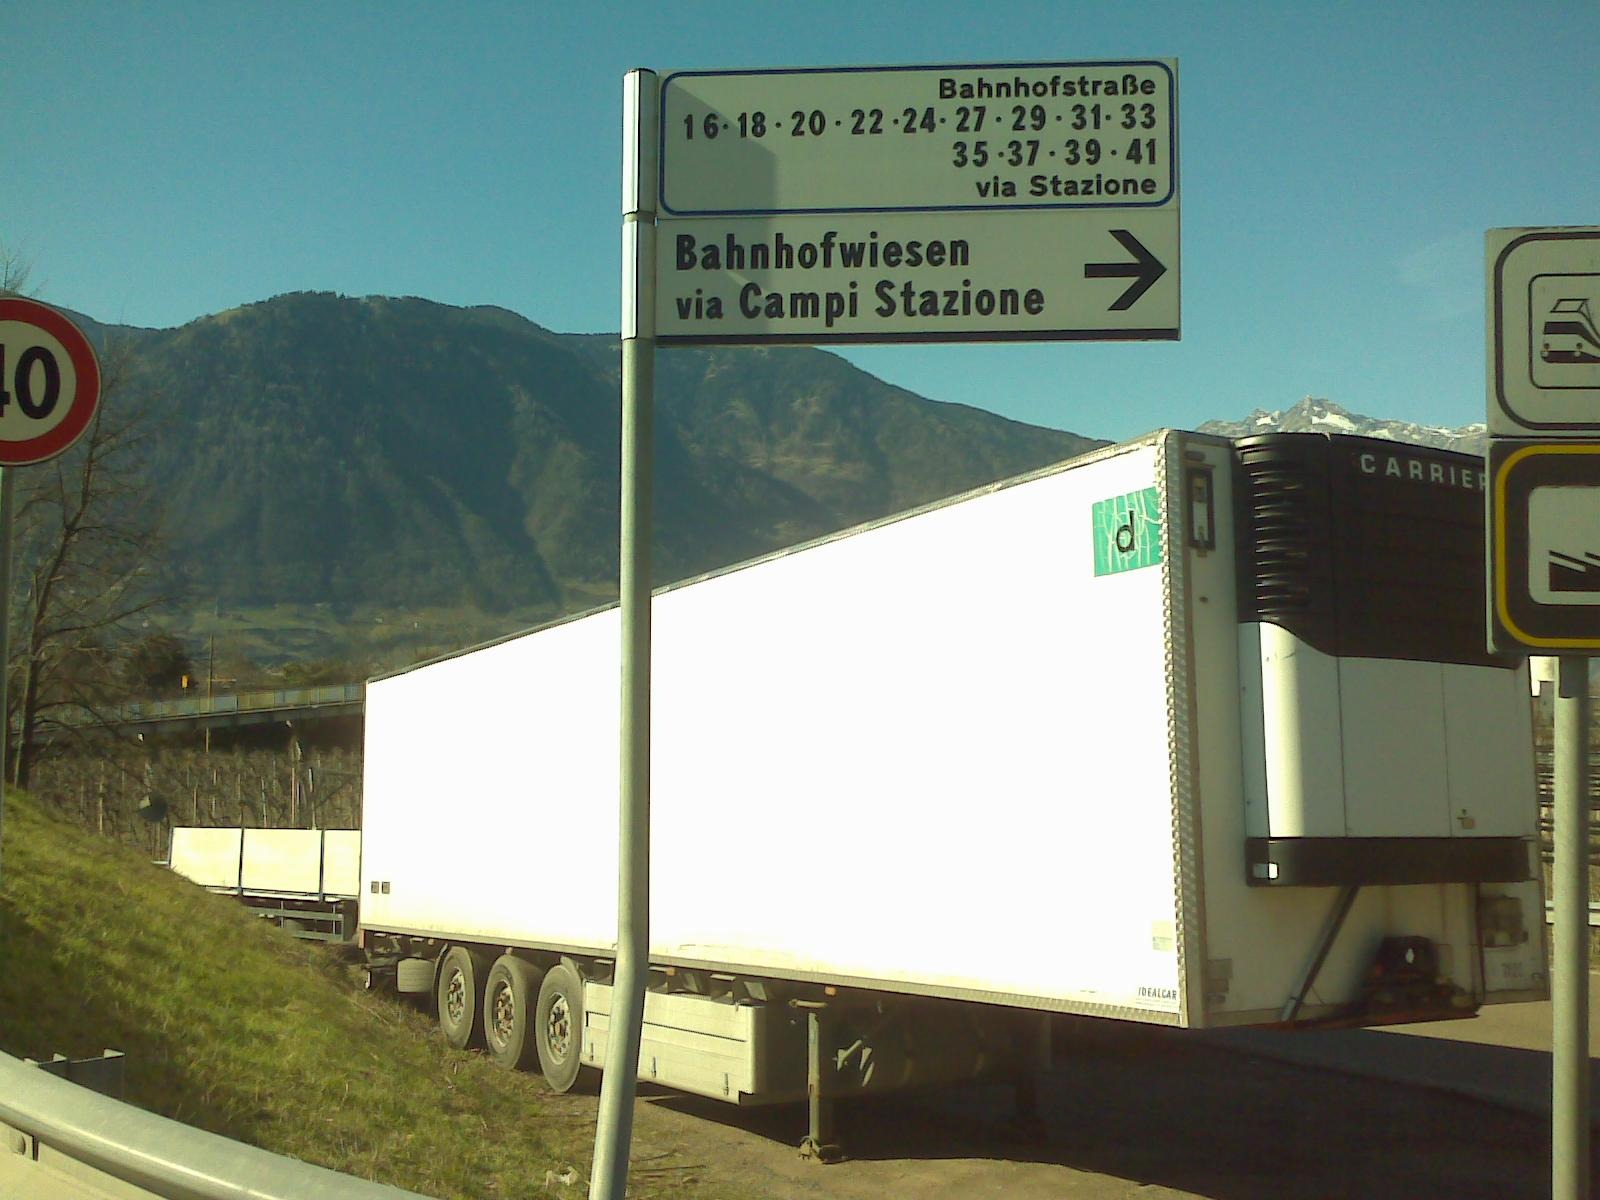 Bahnhofstraße
16·18·20·22·24·27·29·31·33
35·37·39·41
via Stazione
Bahnhofwiesen
via Campi Stazione
40
CARRIER
d
IDEALCAR